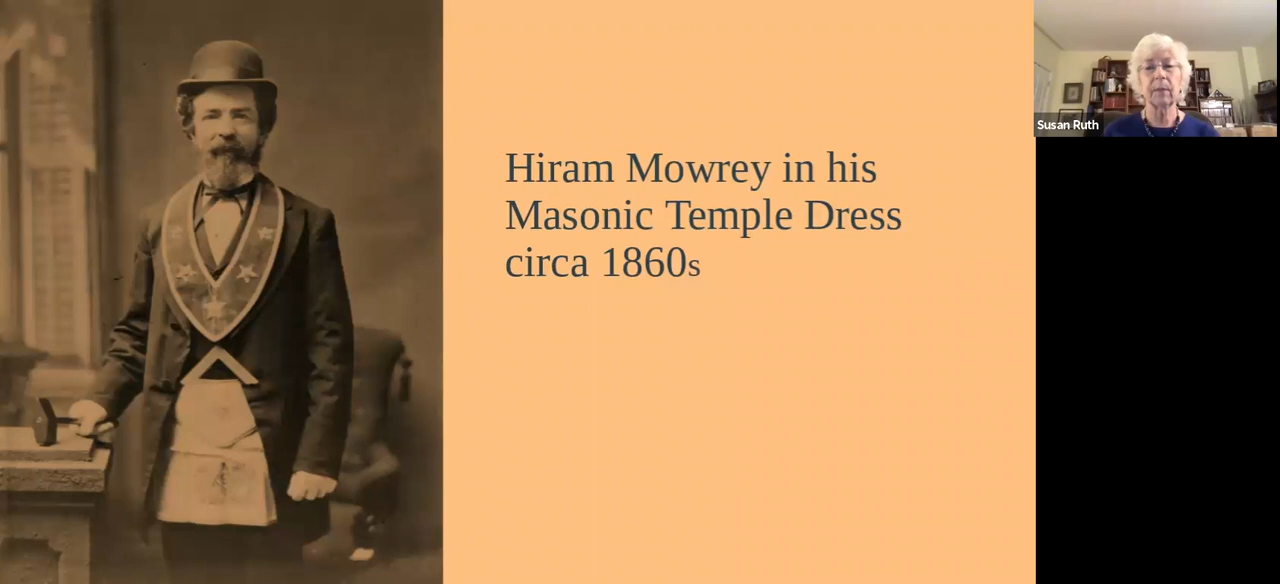 Hiram Mowrey in his
Masonic Temple Dress
circa 1860s
Susan Ruth